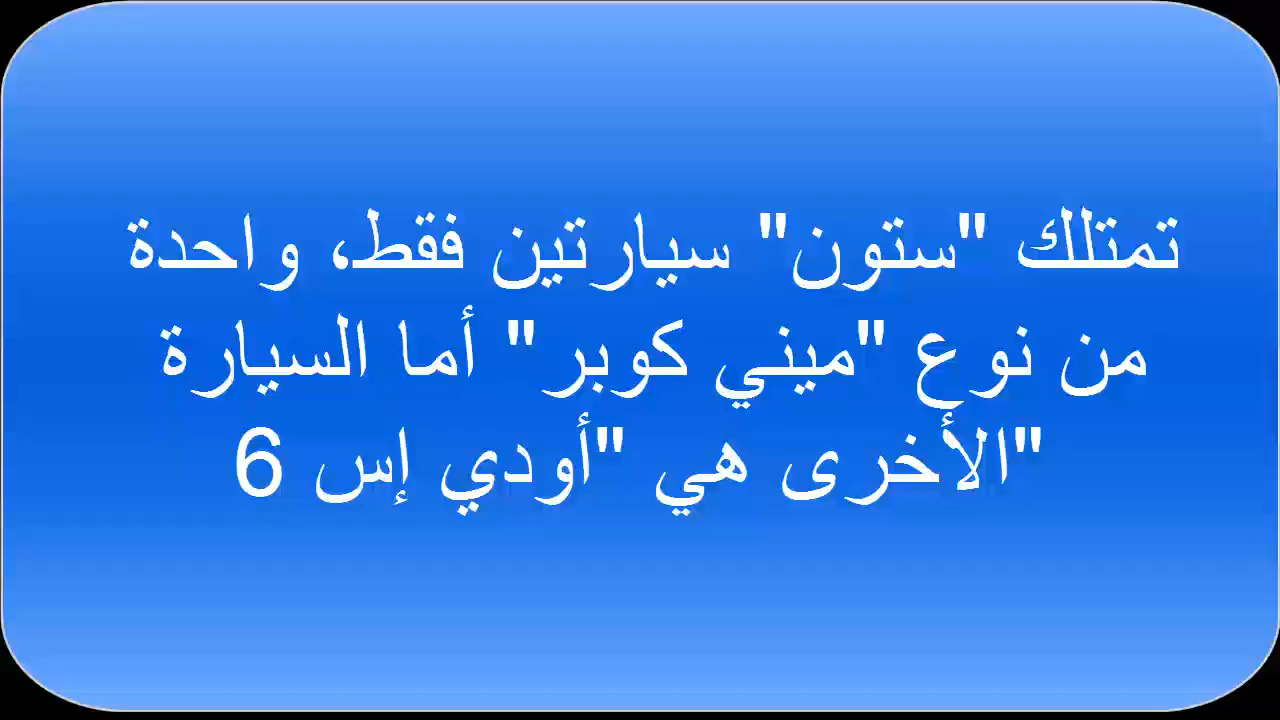 تمتلك "ستون" سيارتين فقط، واحدة
من نوع "ميني كوبر" أما السيارة
"الأخرى هي "أودي إس 6